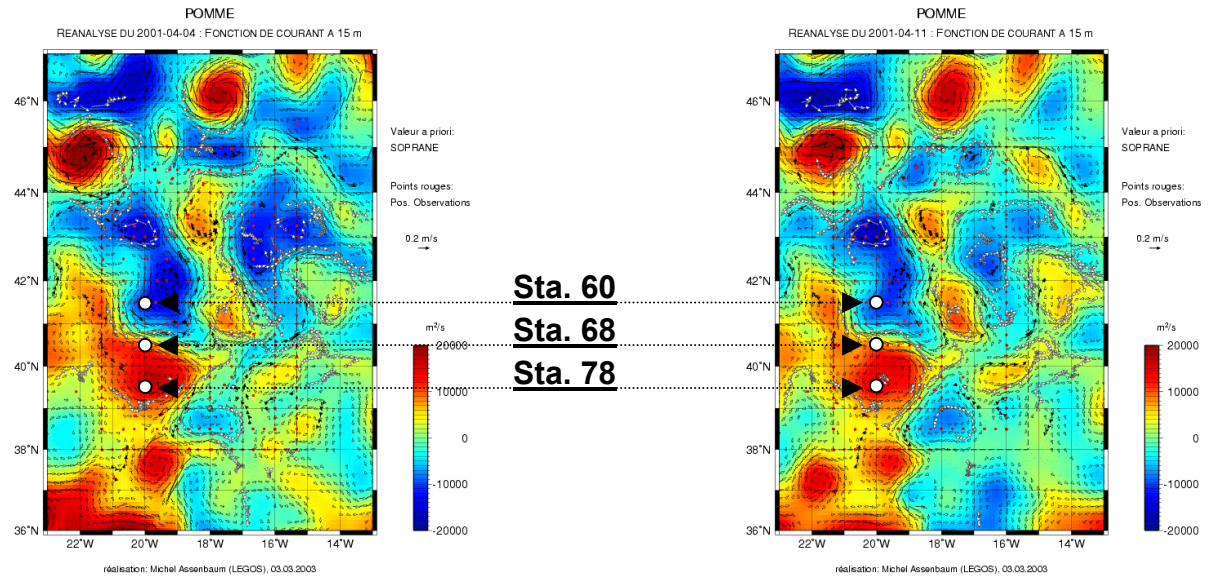 POMME
REANALYSE DU 2001-04-04 : FONCTION DE COURANT A 15 m
46°N
44°N
42°N
40°N
38°N
36°N
22°W 20°W 18°W 16°W 14°W
Valeur a priori:
SOPRANE
Points rouges:
Pos. Observations
0.2 m/s
m²/s
20000
10000
0
-10000
-20000
réalisation: Michel Assenbaum (LEGOS), 03.03.2003
Sta. 60
Sta. 68
Sta. 78
POMME
REANALYSE DU 2001-04-11 : FONCTION DE COURANT A 15 m
46°N
44°N
42°N
40°N
38°N
36°N
22°W 20°W 18°W 16°W 14°W
Valeur a priori:
SOPRANE
Points rouges:
Pos. Observations
0.2 m/s
m²/s
20000
10000
0
-10000
-20000
réalisation: Michel Assenbaum (LEGOS), 03.03.2003